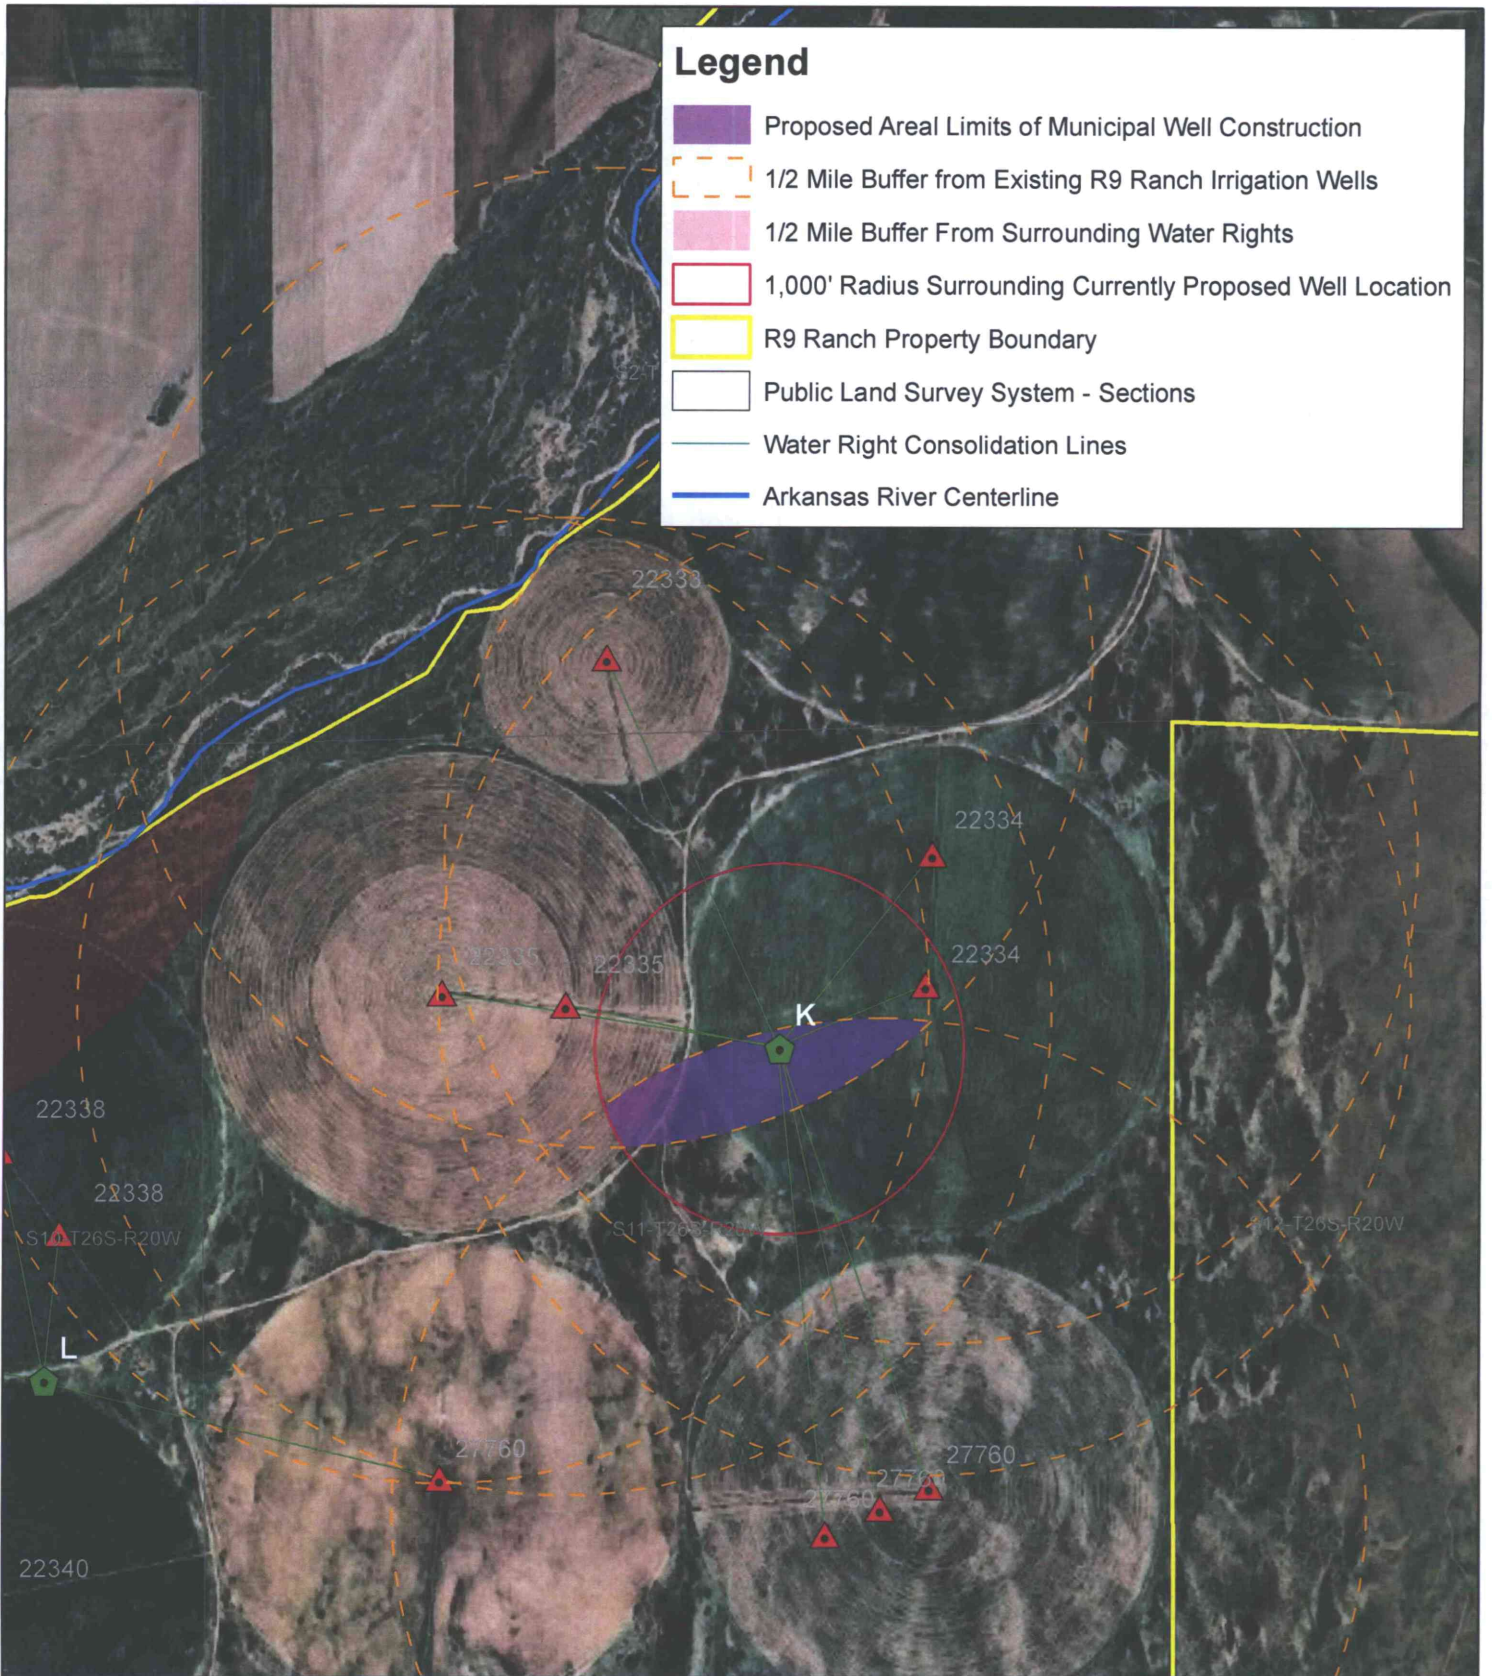 Legend
Proposed Areal Limits of Municipal Well Construction
1/2 Mile Buffer from Existing R9 Ranch Irrigation Wells
1/2 Mile Buffer From Surrounding Water Rights
1,000' Radius Surrounding Currently Proposed Well Location
R9 Ranch Property Boundary
Public Land Survey System - Sections
Water Right Consolidation Lines
Arkansas River Centerline
22333
22334
22334
22335
22335
K
22338
22338
S11-T26S-R20W
L
27760
27760
22340